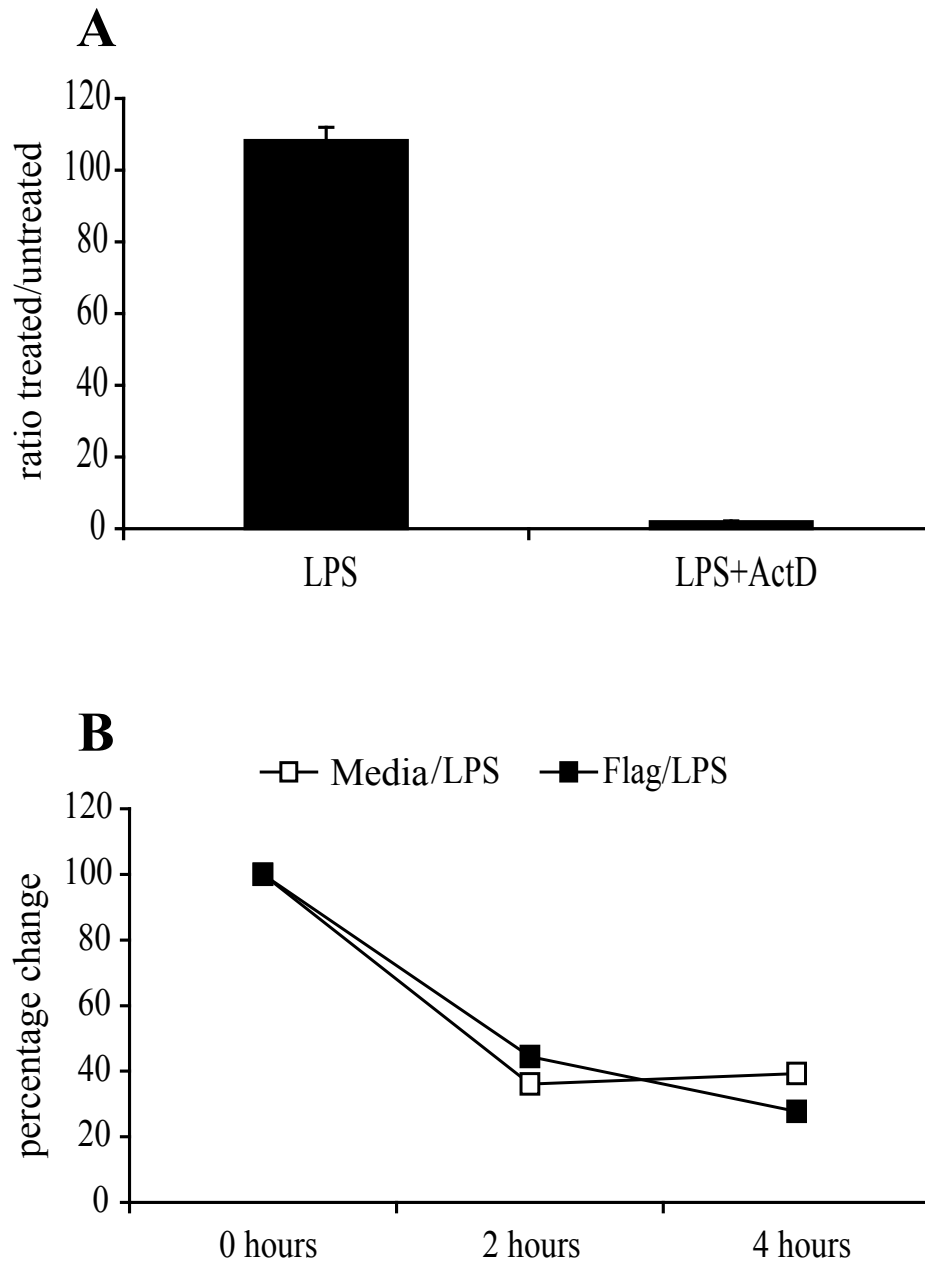 A
ratio treated/untreated
120
100
80
60
40
20
0
LPS LPS+ActD
B
Media/LPS Flag/LPS
percentage change
120
100
80
60
40
20
0
0 hours 2 hours 4 hours